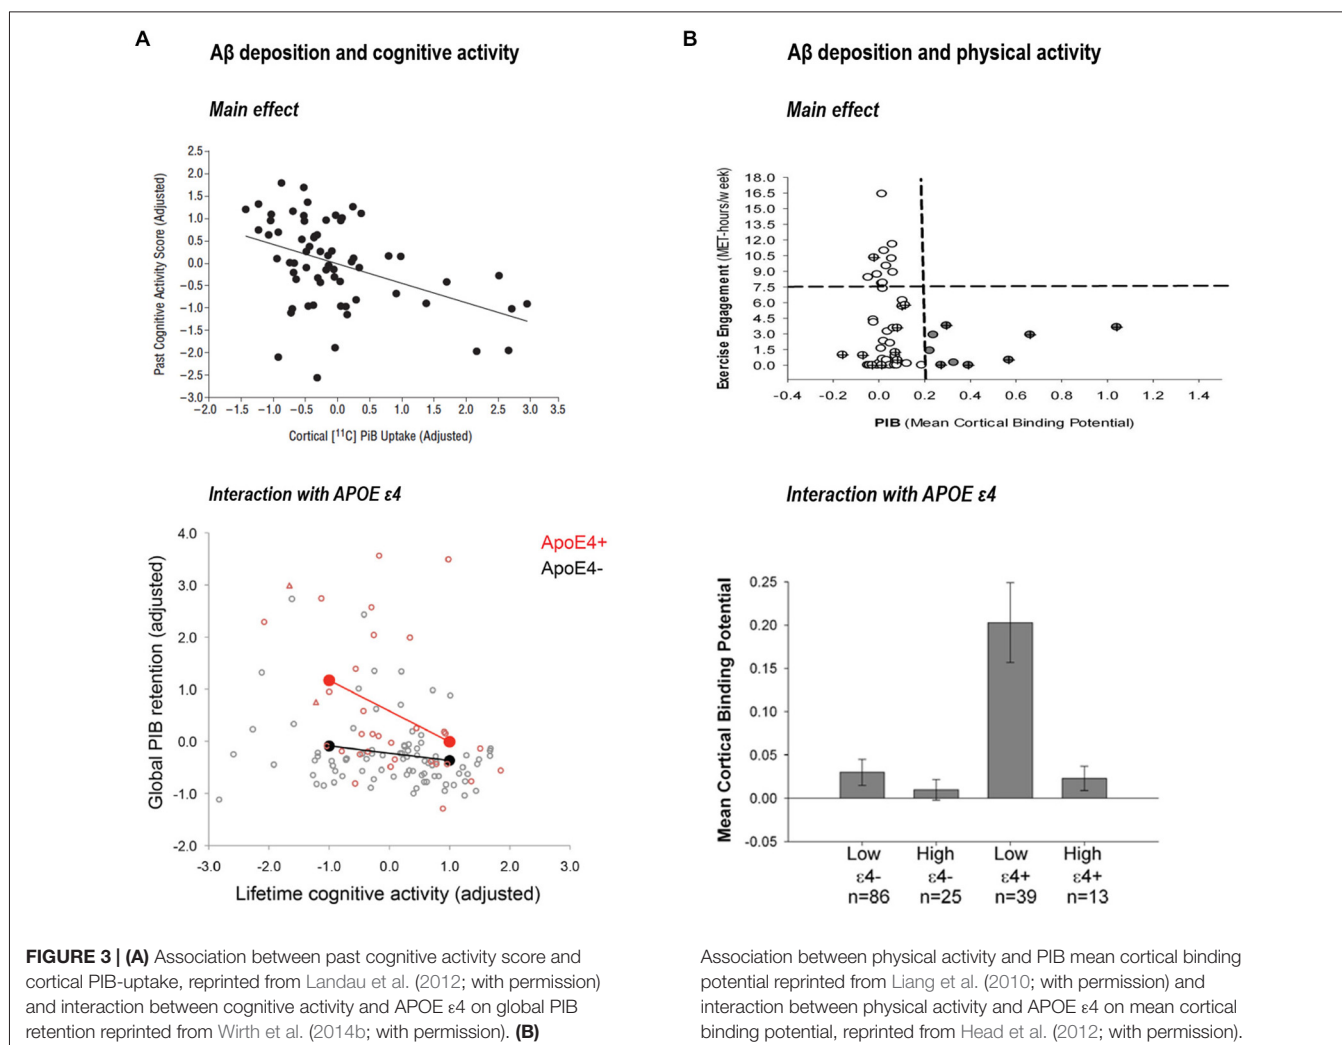 A
Aβ deposition and cognitive activity
Main effect
2.5
2.0
1.5
1.0
0.5
0.0
−0.5
−1.0
−1.5
−2.0
−2.5
−3.0
Past Cognitive Activity Score (Adjusted)
−2.0 −1.5 −1.0 −0.5 0.0 0.5 1.0 1.5 2.0 2.5 3.0 3.5
Cortical [11C] PiB Uptake (Adjusted)
Interaction with APOE ε4
ApoE4+
ApoE4-
4.0
3.0
2.0
1.0
0.0
-1.0
-2.0
Global PIB retention (adjusted)
-3.0 -2.0 -1.0 0.0 1.0 2.0 3.0
Lifetime cognitive activity (adjusted)
B
Aβ deposition and physical activity
Main effect
18.0
16.5
15.0
13.5
12.0
10.5
9.0
7.5
6.0
4.5
3.0
1.5
0.0
Exercise Engagement (MET-hours/week)
-0.4 -0.2 0.0 0.2 0.4 0.6 0.8 1.0 1.2 1.4
PIB (Mean Cortical Binding Potential)
Interaction with APOE ε4
0.25
0.20
0.15
0.10
0.05
0.00
-0.05
Mean Cortical Binding Potential
Low High Low High
ε4- ε4- ε4+ ε4+
n=86 n=25 n=39 n=13
FIGURE 3 | (A) Association between past cognitive activity score and
cortical PIB-uptake, reprinted from Landau et al. (2012; with permission)
and interaction between cognitive activity and APOE ε4 on global PIB
retention reprinted from Wirth et al. (2014b; with permission). (B)
Association between physical activity and PIB mean cortical binding
potential reprinted from Liang et al. (2010; with permission) and
interaction between physical activity and APOE ε4 on mean cortical
binding potential, reprinted from Head et al. (2012; with permission).